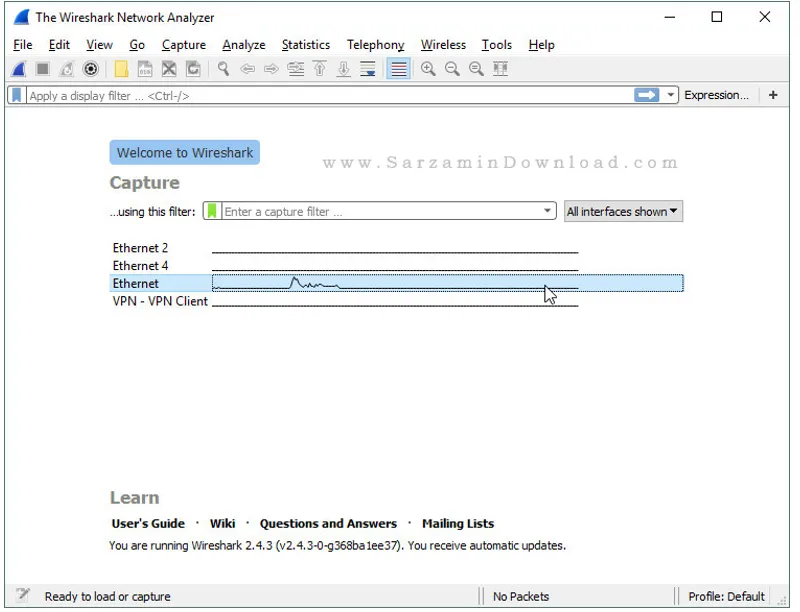 The Wireshark Network Analyzer
File Edit View Go Capture Analyze Statistics Telephony Wireless Tools Help
Apply a display filter ... <Ctrl-/> Expression... +
Welcome to Wireshark
www.SarzaminDownload.com
Capture
...using this filter: Enter a capture filter ... All interfaces shown
Ethernet 2
Ethernet 4
Ethernet
VPN - VPN Client
Learn
User's Guide · Wiki · Questions and Answers · Mailing Lists
You are running Wireshark 2.4.3 (v2.4.3-0-g368ba1ee37). You receive automatic updates.
Ready to load or capture No Packets Profile: Default